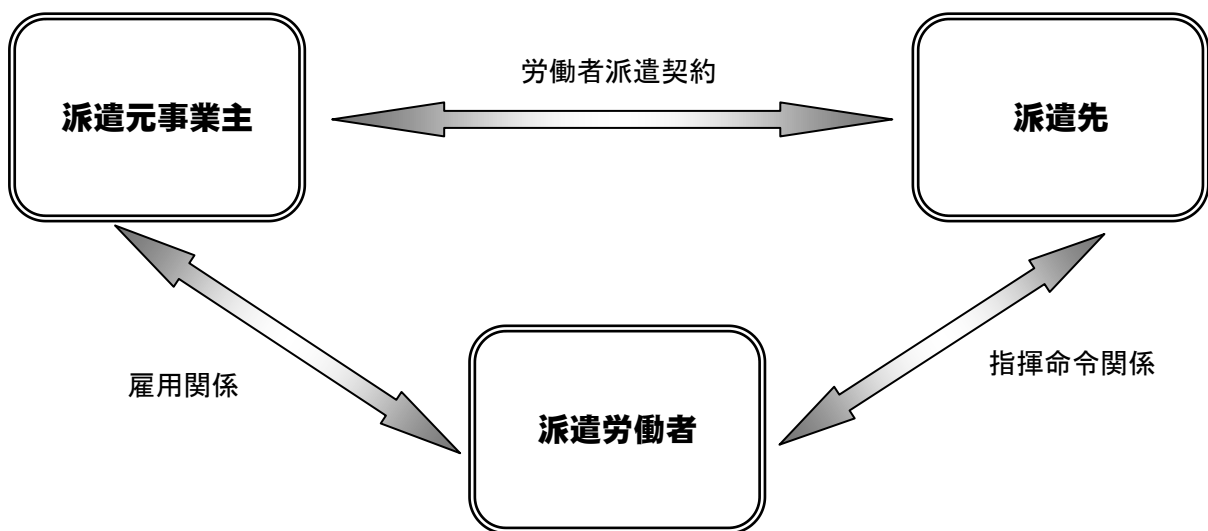 労働者派遣契約
派遣元事業主
派遣先
雇用関係
指揮命令関係
派遣労働者